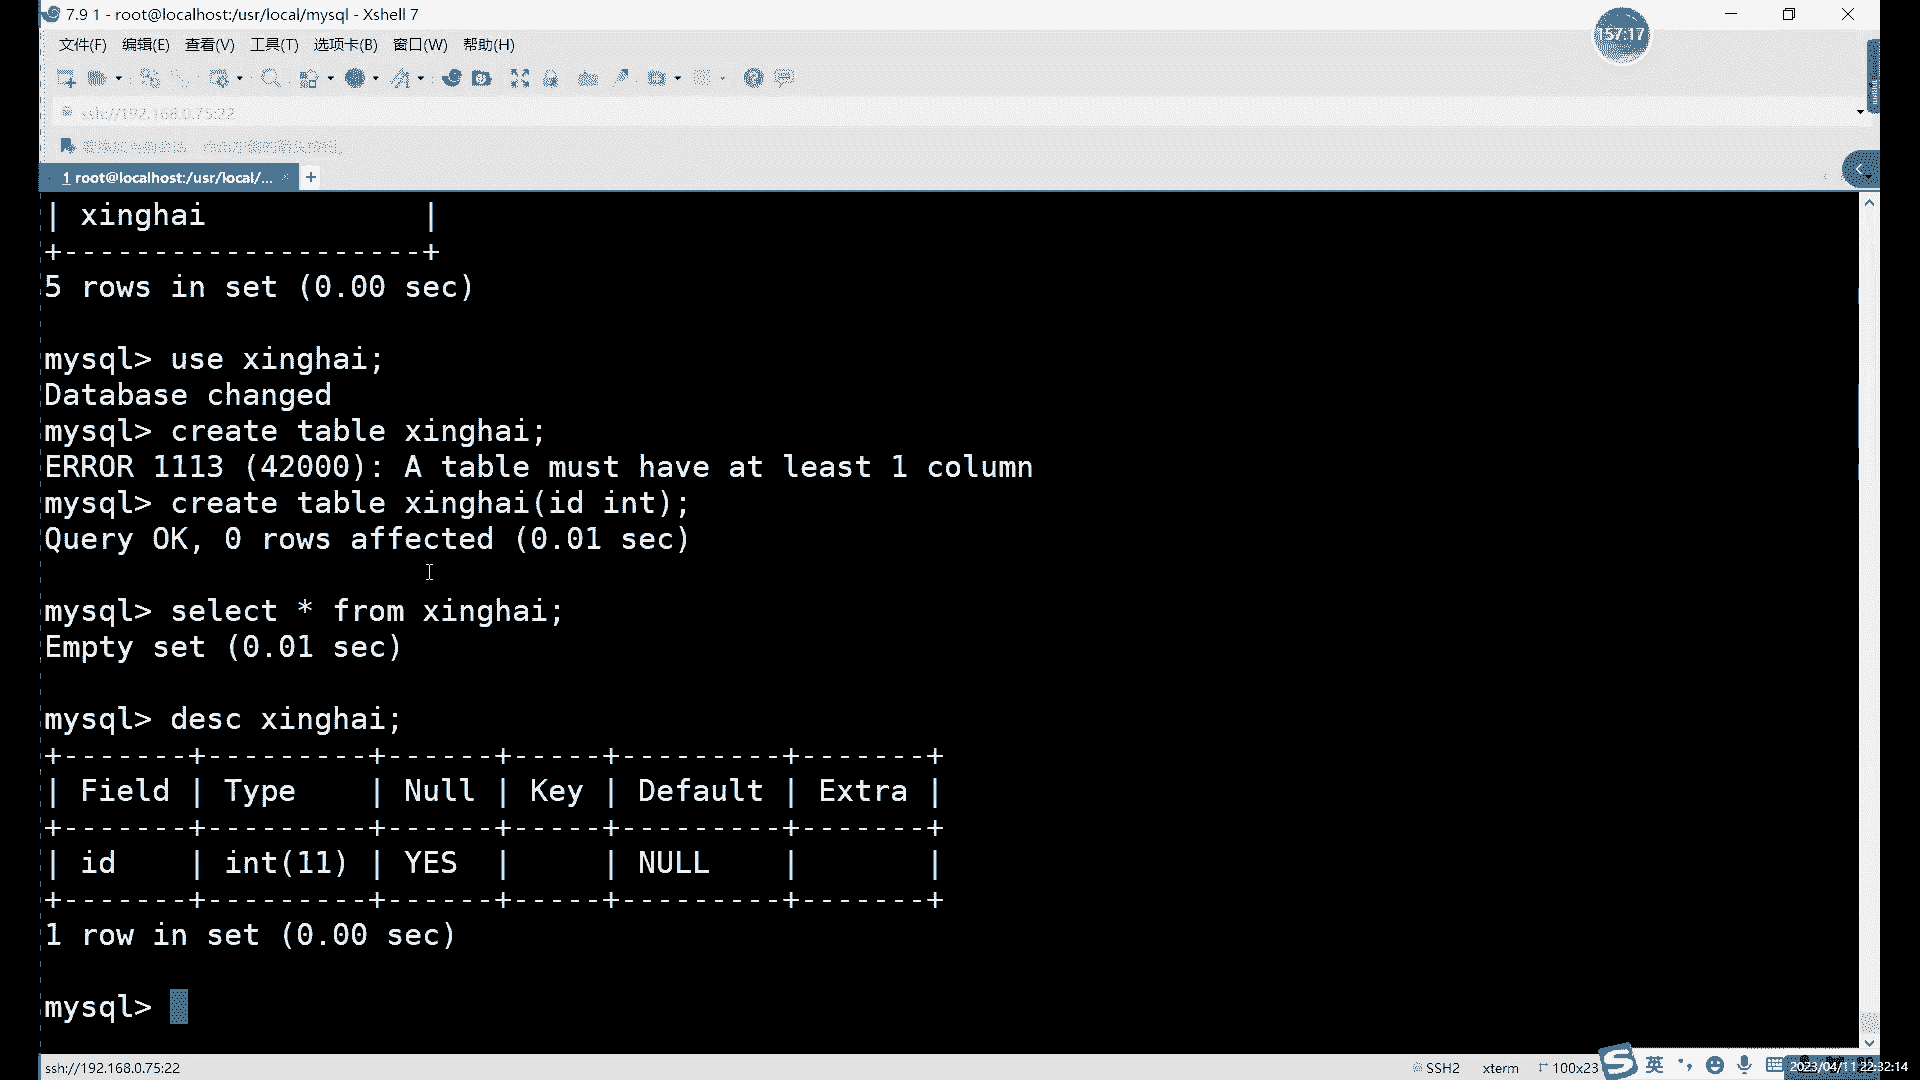 7.9 1 - root@localhost:/usr/local/mysql - Xshell 7
157:17
文件(F) 编辑(E) 查看(V) 工具(T) 选项卡(B) 窗口(W) 帮助(H)
ssh://192.168.0.75:22
1 root@localhost:/usr/local/... × +
| xinghai            |
+--------------------+
5 rows in set (0.00 sec)
mysql> use xinghai;
Database changed
mysql> create table xinghai;
ERROR 1113 (42000): A table must have at least 1 column
mysql> create table xinghai(id int);
Query OK, 0 rows affected (0.01 sec)
mysql> select * from xinghai;
Empty set (0.01 sec)
mysql> desc xinghai;
+-------+---------+------+-----+---------+-------+
| Field | Type    | Null | Key | Default | Extra |
+-------+---------+------+-----+---------+-------+
| id    | int(11) | YES  |     | NULL    |       |
+-------+---------+------+-----+---------+-------+
1 row in set (0.00 sec)
mysql>
ssh://192.168.0.75:22 SSH2 xterm 100x23 英 2023/04/11 22:32:14